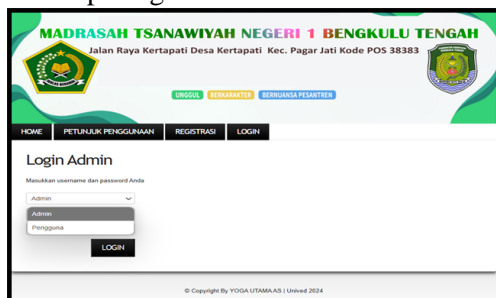 MADRASAH TSANAWIYAH NEGERI 1 BENGKULU TENGAH
Jalan Raya Kertapati Desa Kertapati Kec. Pagar Jati Kode POS 38383
UNGGUL BERKARAKTER BERNUANSA PESANTREN
HOME PETUNJUK PENGGUNAAN REGISTRASI LOGIN
Login Admin
Masukkan username dan password Anda
Admin
Admin
Pengguna
LOGIN
© Copyright By YOGA UTAMA AS | Unived 2024